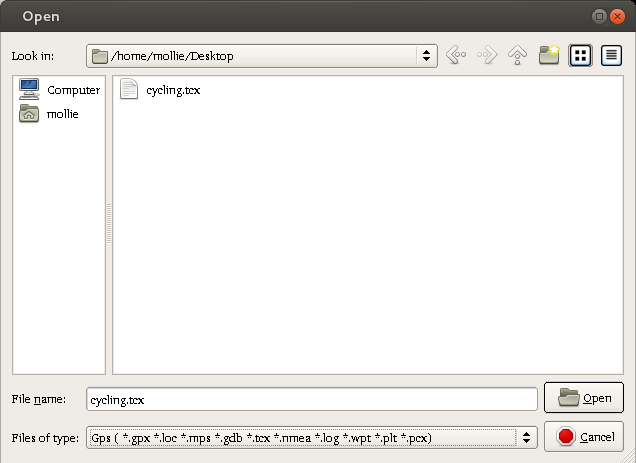 Open
Look in: /home/mollie/Desktop
Computer cycling.tcx
mollie
File name: cycling.tcx Open
Files of type: Gps ( *.gpx *.loc *.mps *.gdb *.tcx *.nmea *.log *.wpt *.plt *.pcx) Cancel